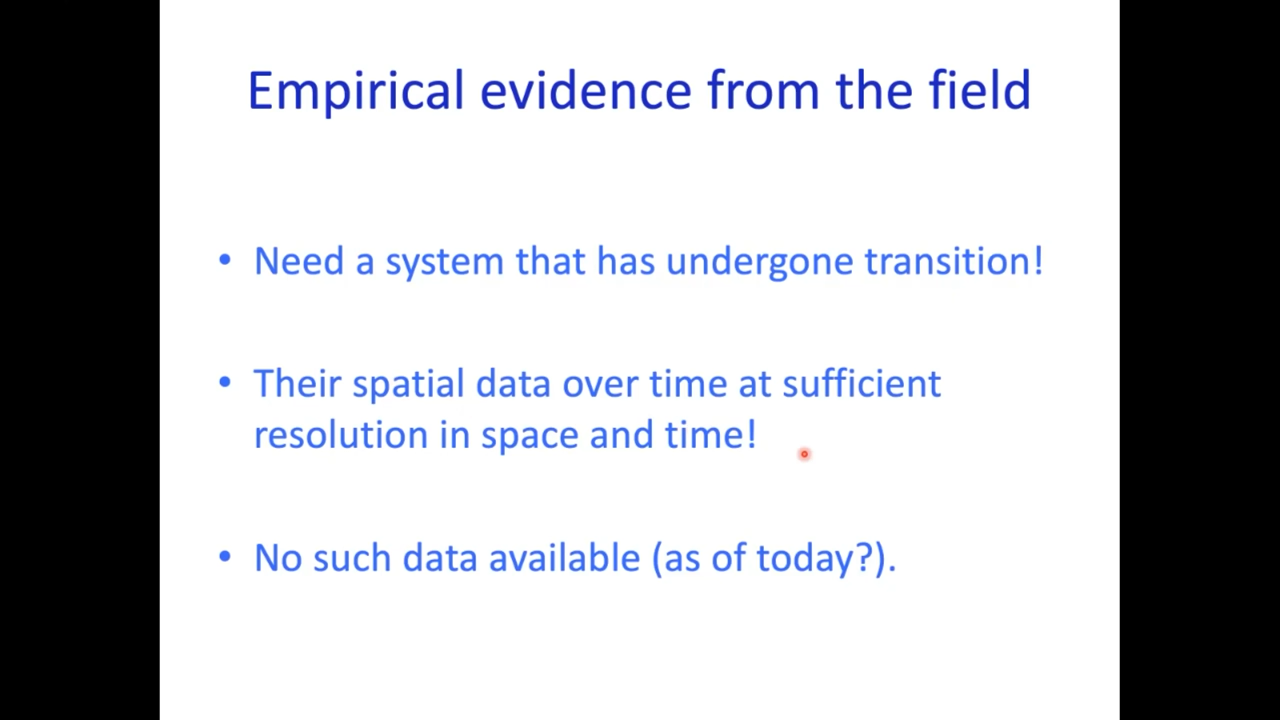 Empirical evidence from the field
• Need a system that has undergone transition!
• Their spatial data over time at sufficient
resolution in space and time!
• No such data available (as of today?).